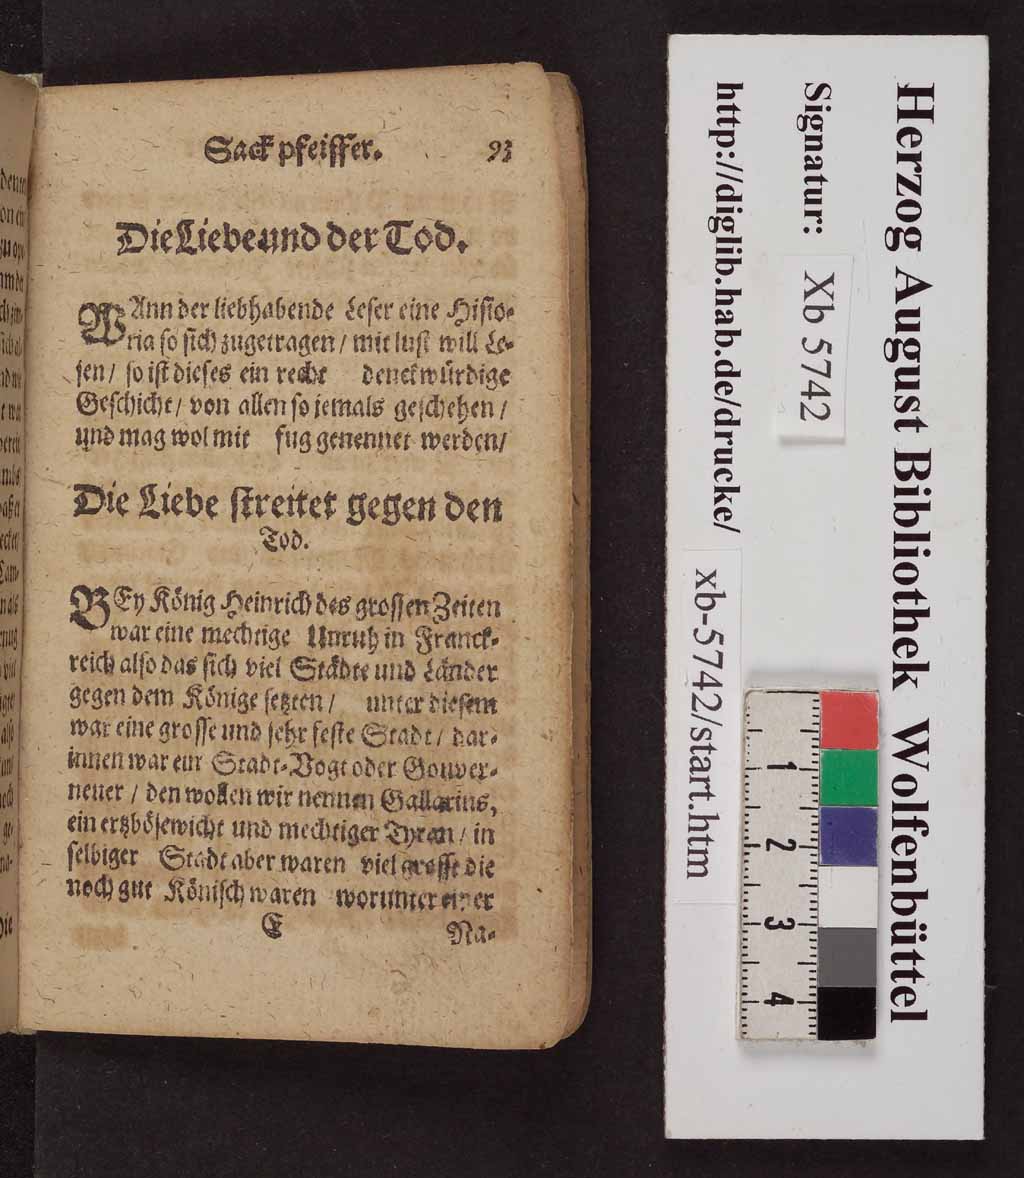 Sackpfeiffer. 93
Die Liebe und der Tod.
WAnn der liebhabende Leser eine Histo-
ria so sich zugetragen / mit lust will Le-
sen / so ist dieses ein recht denckwürdige
Geschicht / von allen so jemals geschehen /
und mag wol mit fug genennet werden /
Die Liebe streitet gegen den
Tod.
BEy König Heinrich des grossen Zeiten
war eine mechtige Unruh in Franck-
reich also das sich viel Städte und Länder
gegen dem Könige setzten / unter diesem
war eine grosse und sehr feste Stadt / dar-
innen war eur Stadt-Vogt oder Gouver-
neuer / den wollen wir nennen Gallarius,
ein ertzbösewicht und mechtiger Tyran / in
selbiger Stadt aber waren viel grosse die
noch gut Könisch waren worunter einer
E Na-
Herzog August Bibliothek Wolfenbüttel
Signatur: Xb 5742
http://diglib.hab.de/drucke/ xb-5742/start.htm
1 2 3 4